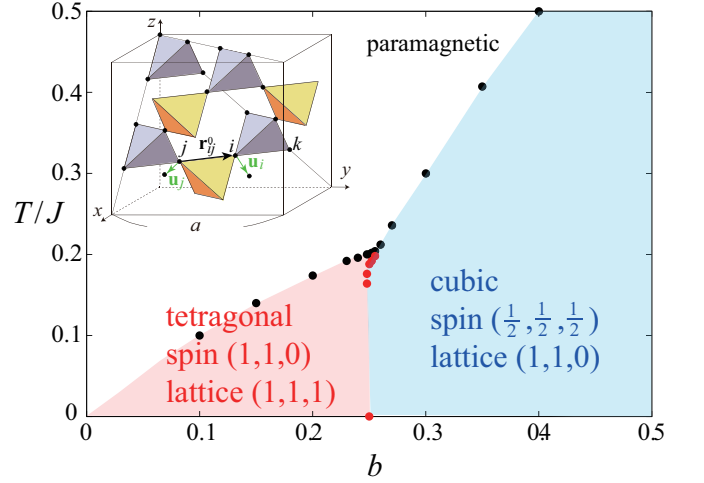 0.5
0.4
0.3
0.2
0.1
0
T/J
0 0.1 0.2 0.3 0.4 0.5
b
paramagnetic
z
y
x
a
r⁰ᵢⱼ
j
i
k
uⱼ
uᵢ
tetragonal
spin (1,1,0)
lattice (1,1,1)
cubic
spin (1/2,1/2,1/2)
lattice (1,1,0)